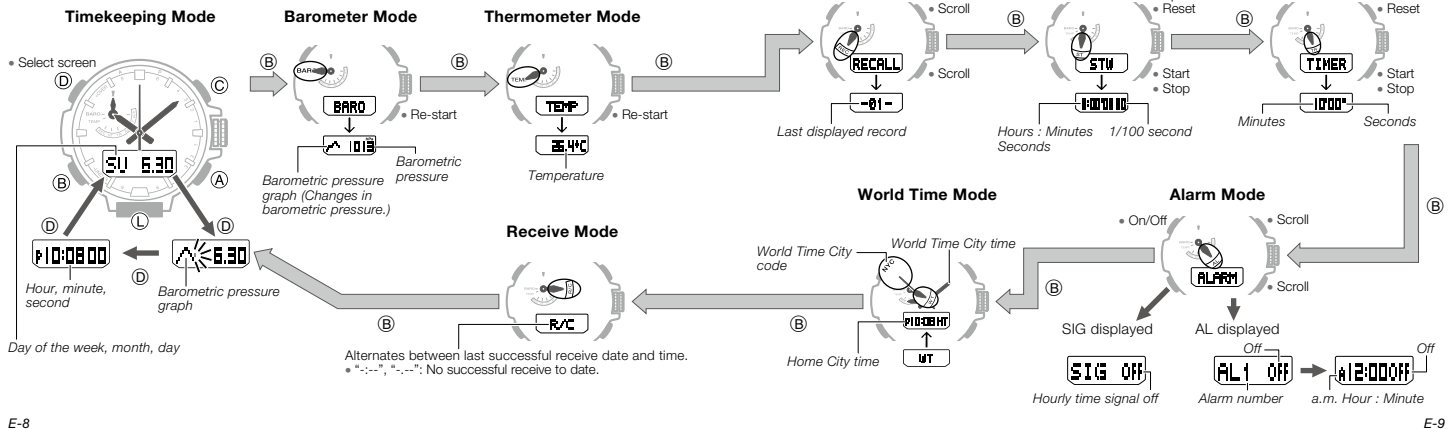 Timekeeping Mode
Barometer Mode
Thermometer Mode
• Scroll
• Reset
• Reset
• Select screen
D
C
B
A
L
SU 6.30
D
D
D
P10:08 00
6.30
Hour, minute,
second
Barometric pressure
graph
Day of the week, month, day
B
BARO
BARO
• Re-start
1013
Barometric pressure
graph (Changes in
barometric pressure.)
Barometric
pressure
B
TEMP
• Re-start
26.4°C
Temperature
B
REC
RECALL
• Scroll
-01-
Last displayed record
B
ST
STW
• Start
• Stop
0:00'00 00
Hours : Minutes
Seconds
1/100 second
B
TIMER
• Start
• Stop
10'00"
Minutes
Seconds
B
Alarm Mode
• On/Off
• Scroll
ALARM
• Scroll
SIG displayed
AL displayed
SIG OFF
Hourly time signal off
Off
AL1 OFF
Alarm number
Off
A12:00OFF
a.m. Hour : Minute
B
World Time Mode
World Time City
code
World Time City time
NYC
P10:08 HT
Home City time
WT
B
Receive Mode
R/C
Alternates between last successful receive date and time.
• “-:--”, “-.--”: No successful receive to date.
B
E-8
E-9